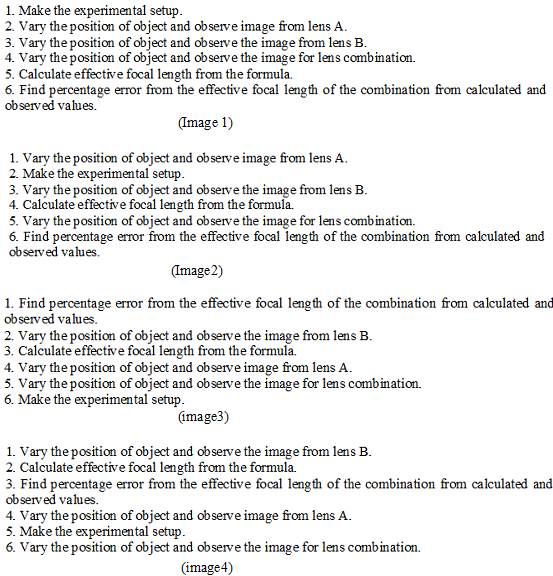 1. Make the experimental setup.
2. Vary the position of object and observe image from lens A.
3. Vary the position of object and observe the image from lens B.
4. Vary the position of object and observe the image for lens combination.
5. Calculate effective focal length from the formula.
6. Find percentage error from the effective focal length of the combination from calculated and
observed values.
(Image 1)
1. Vary the position of object and observe image from lens A.
2. Make the experimental setup.
3. Vary the position of object and observe the image from lens B.
4. Calculate effective focal length from the formula.
5. Vary the position of object and observe the image for lens combination.
6. Find percentage error from the effective focal length of the combination from calculated and
observed values.
(Image2)
1. Find percentage error from the effective focal length of the combination from calculated and
observed values.
2. Vary the position of object and observe the image from lens B.
3. Calculate effective focal length from the formula.
4. Vary the position of object and observe image from lens A.
5. Vary the position of object and observe the image for lens combination.
6. Make the experimental setup.
(image3)
1. Vary the position of object and observe the image from lens B.
2. Calculate effective focal length from the formula.
3. Find percentage error from the effective focal length of the combination from calculated and
observed values.
4. Vary the position of object and observe image from lens A.
5. Make the experimental setup.
6. Vary the position of object and observe the image for lens combination.
(image4)